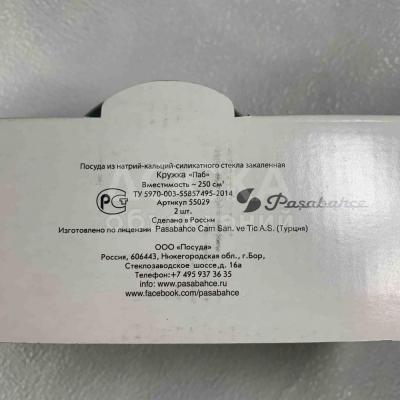 Посуда из натрий-кальций-силикатного стекла закаленная
Кружка «Паб»
Вместимость ~ 250 см³
ТУ 5970-003-55857495-2014
Артикул 55029
2 шт.
Сделано в России
Paşabahce
Изготовлено по лицензии Pasabahce Cam San. ve Tic A.S. (Турция)
ООО «Посуда»
Россия, 606443, Нижегородская обл., г.Бор,
Стеклозаводское шоссе,д. 16а
Телефон:+7 495 937 36 35
info: www.pasabahce.ru
www.facebook.com/pasabahce